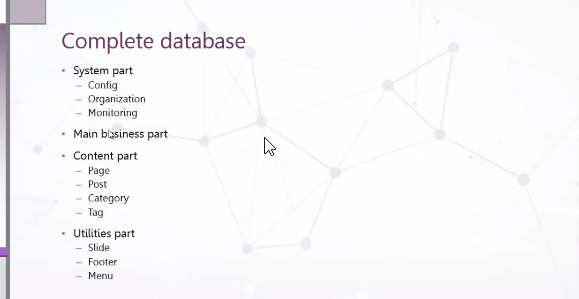 Complete database
• System part
– Config
– Organization
– Monitoring
• Main business part
• Content part
– Page
– Post
– Category
– Tag
• Utilities part
– Slide
– Footer
– Menu